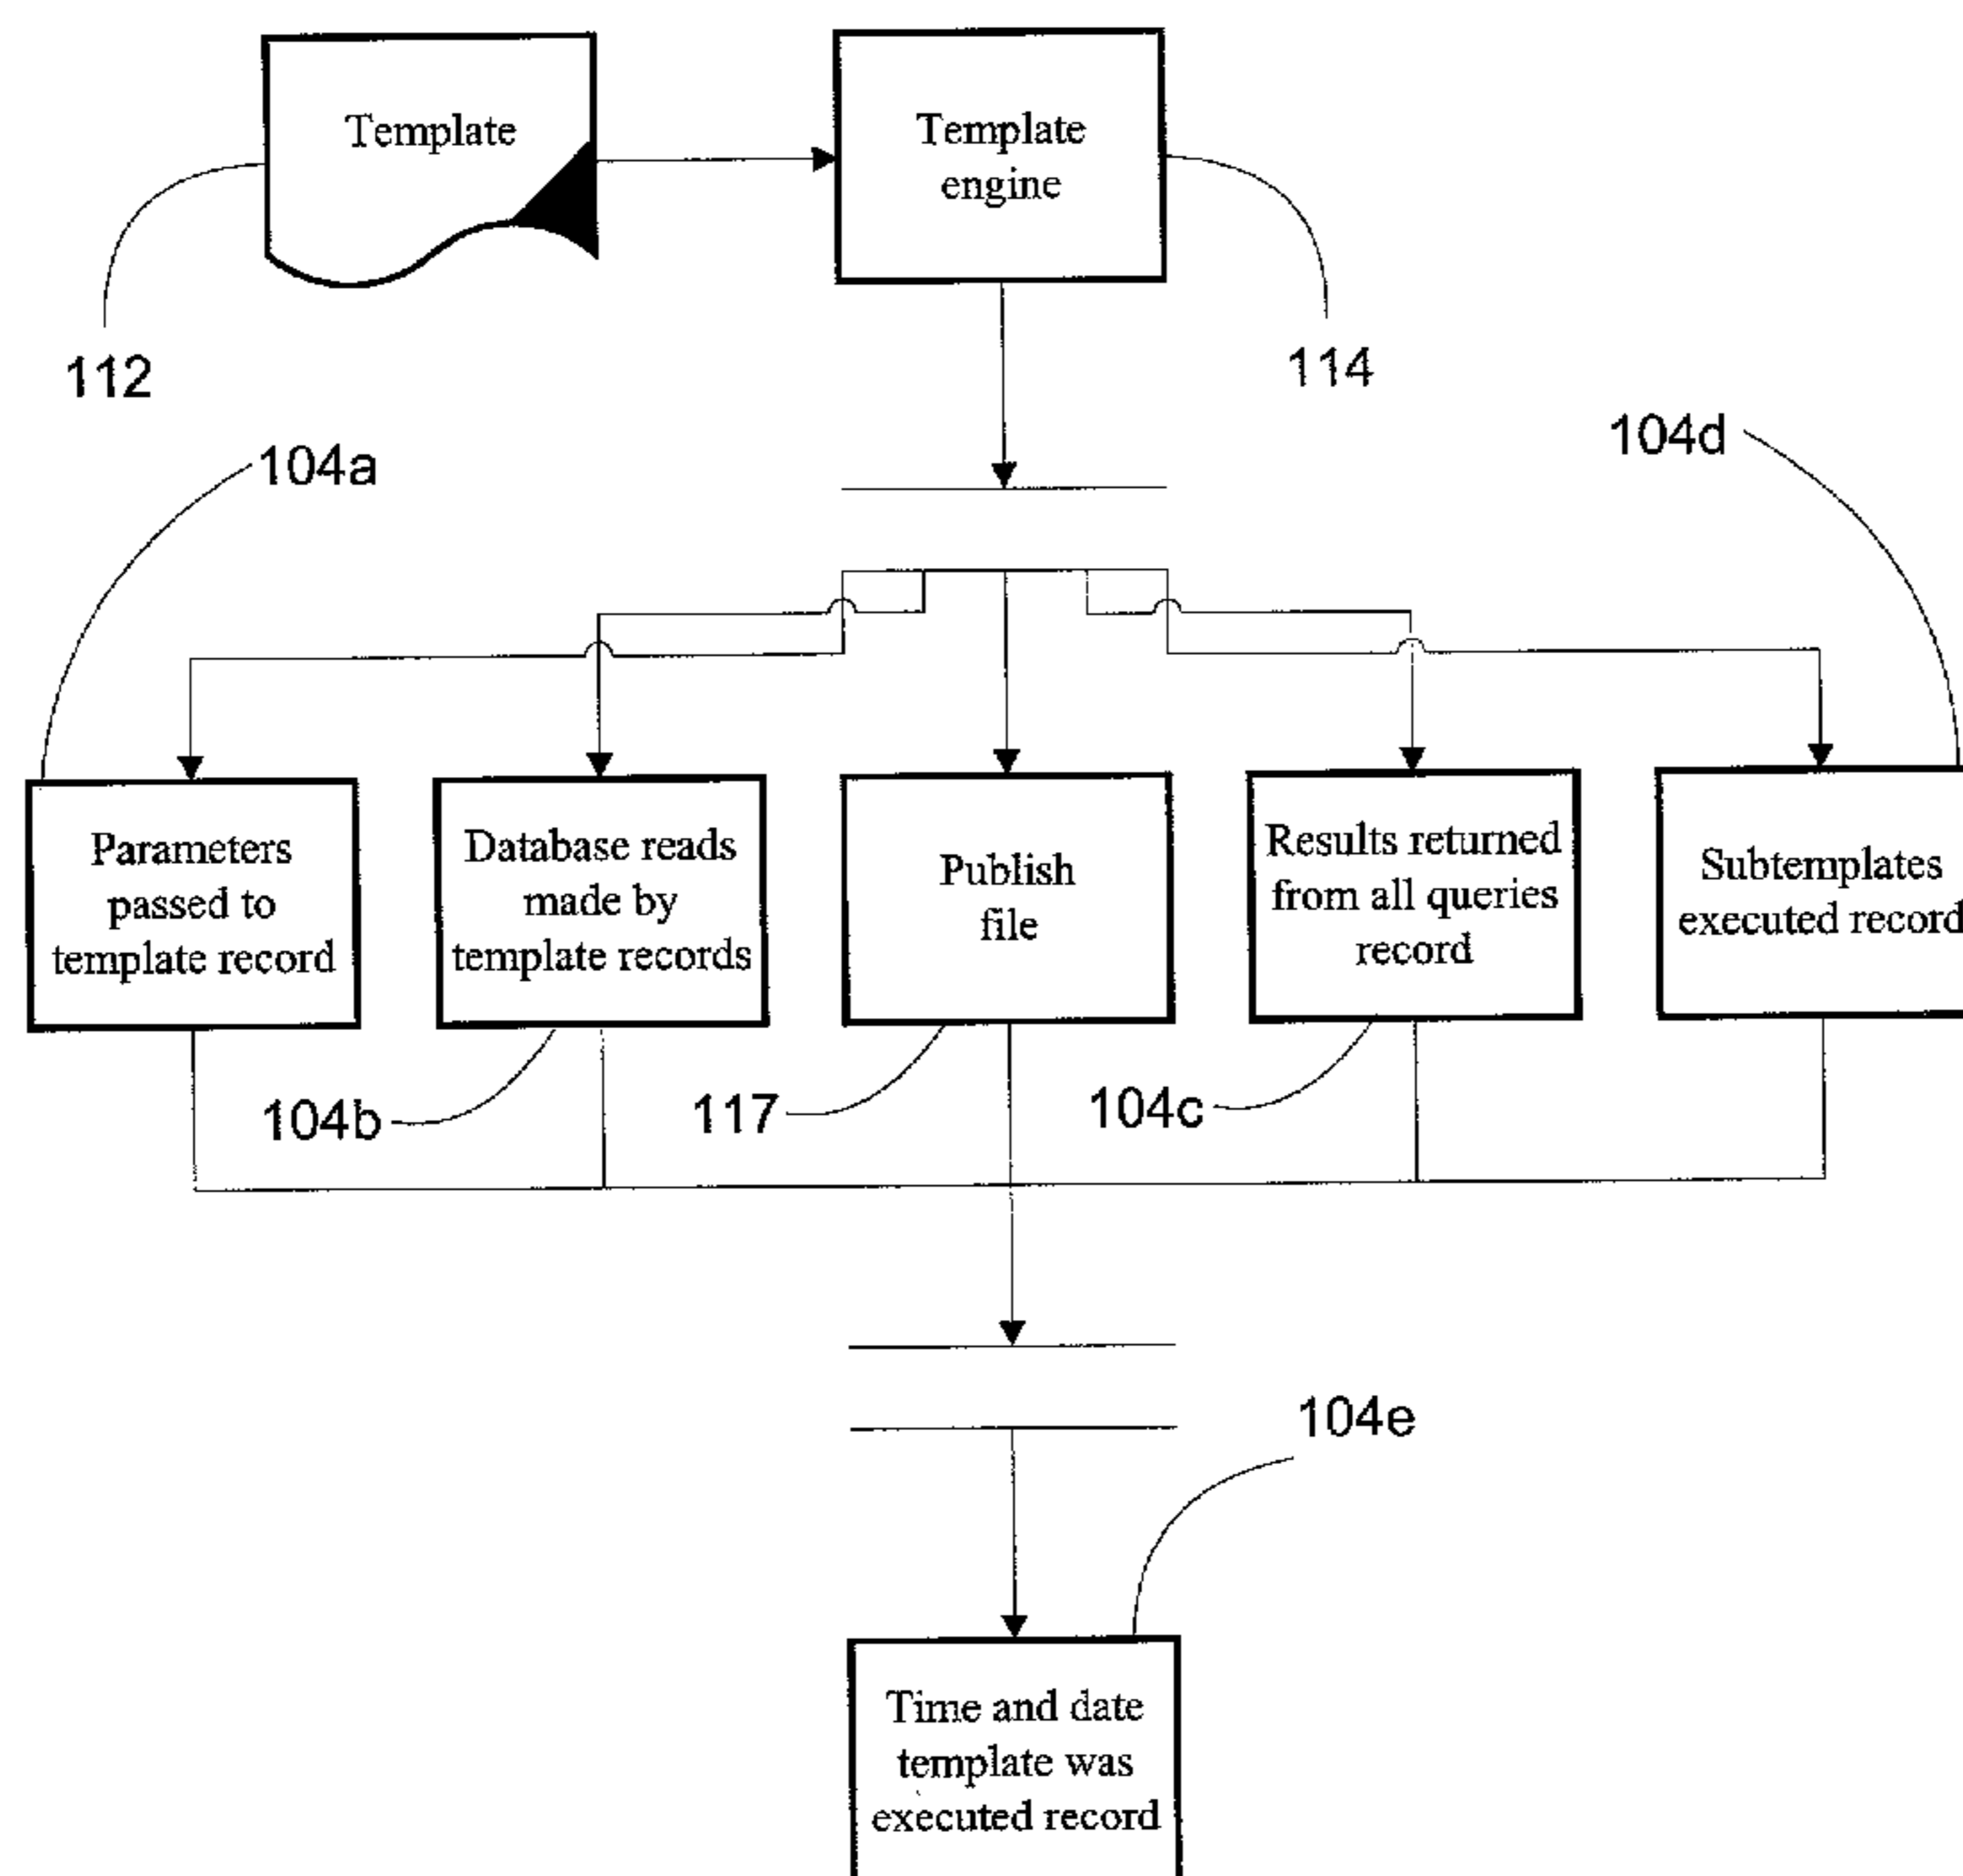 Template
Template
engine
112
114
104a
104d
Parameters
passed to
template record
Database reads
made by
template records
Publish
file
Results returned
from all queries
record
Subtemplates
executed record
104b
117
104c
104e
Time and date
template was
executed record